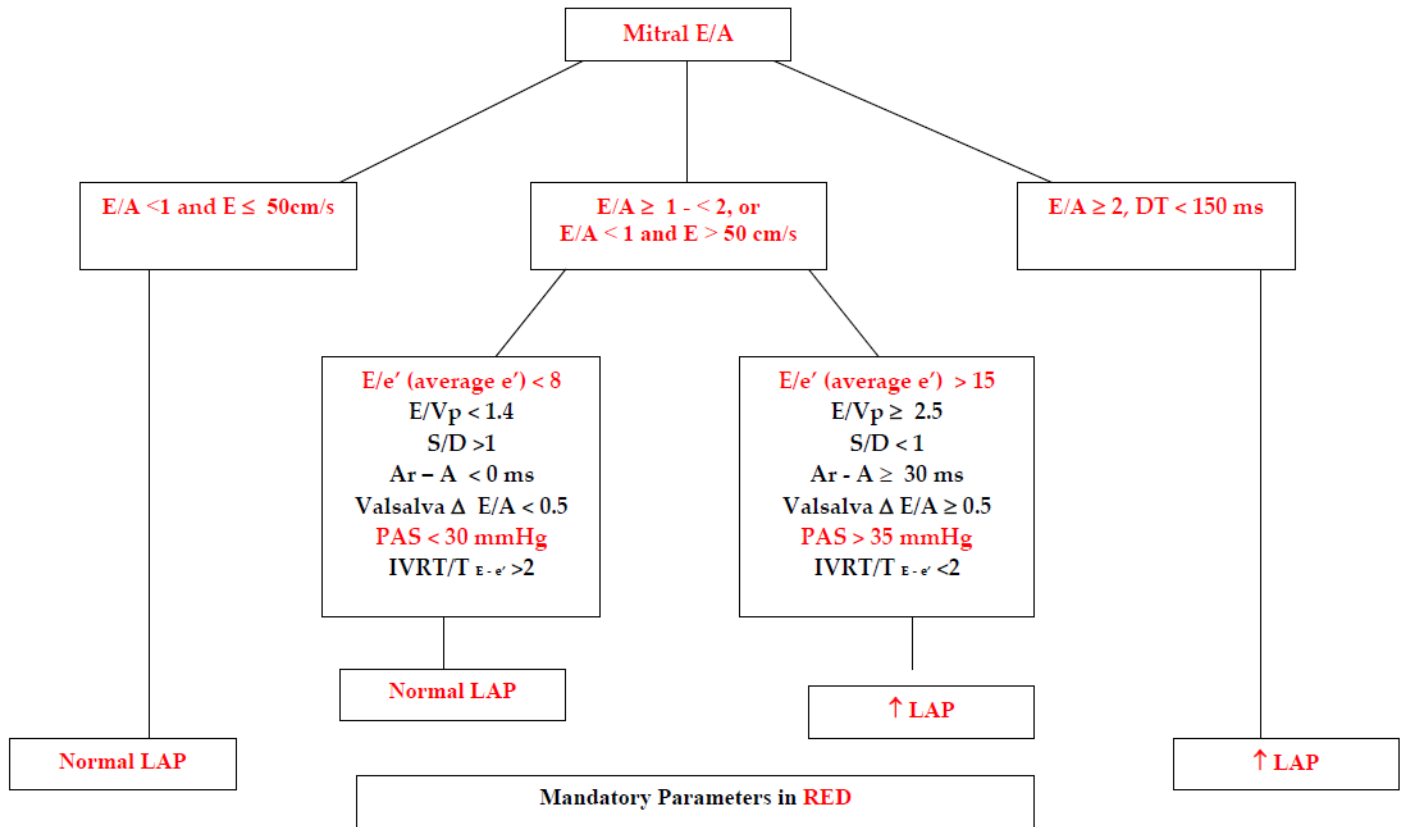 Mitral E/A
E/A <1 and E ≤ 50cm/s
E/A ≥ 1 - < 2, or
E/A < 1 and E > 50 cm/s
E/A ≥ 2, DT < 150 ms
E/e’ (average e’) < 8
E/Vp < 1.4
S/D >1
Ar – A < 0 ms
Valsalva Δ E/A < 0.5
PAS < 30 mmHg
IVRT/T E - e’ >2
E/e’ (average e’) > 15
E/Vp ≥ 2.5
S/D < 1
Ar - A ≥ 30 ms
Valsalva Δ E/A ≥ 0.5
PAS > 35 mmHg
IVRT/T E - e’ <2
Normal LAP
↑ LAP
Normal LAP
↑ LAP
Mandatory Parameters in RED